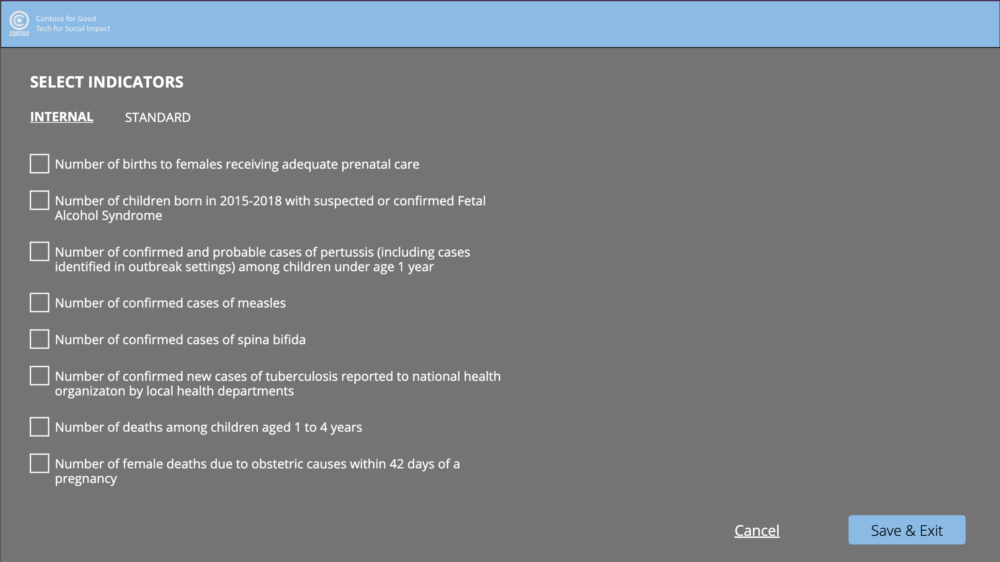 Contoso for Good
Tech for Social Impact
CONTOSO
SELECT INDICATORS
INTERNAL STANDARD
Number of births to females receiving adequate prenatal care
Number of children born in 2015-2018 with suspected or confirmed Fetal
Alcohol Syndrome
Number of confirmed and probable cases of pertussis (including cases
identified in outbreak settings) among children under age 1 year
Number of confirmed cases of measles
Number of confirmed cases of spina bifida
Number of confirmed new cases of tuberculosis reported to national health
organizaton by local health departments
Number of deaths among children aged 1 to 4 years
Number of female deaths due to obstetric causes within 42 days of a
pregnancy
Cancel
Save & Exit